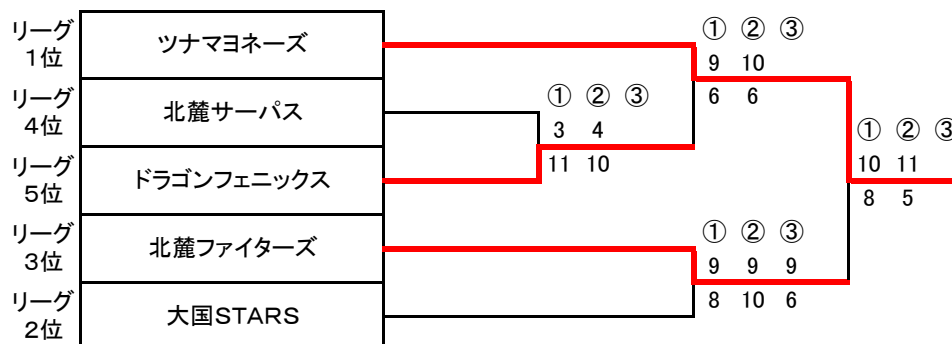 リーグ
1位
ツナマヨネーズ
① ② ③
9 10
6 6
リーグ
4位
北麓サーパス
① ② ③
3 4
11 10
リーグ
5位
ドラゴンフェニックス
① ② ③
10 11
8 5
リーグ
3位
北麓ファイターズ
① ② ③
9 9 9
8 10 6
リーグ
2位
大国STARS